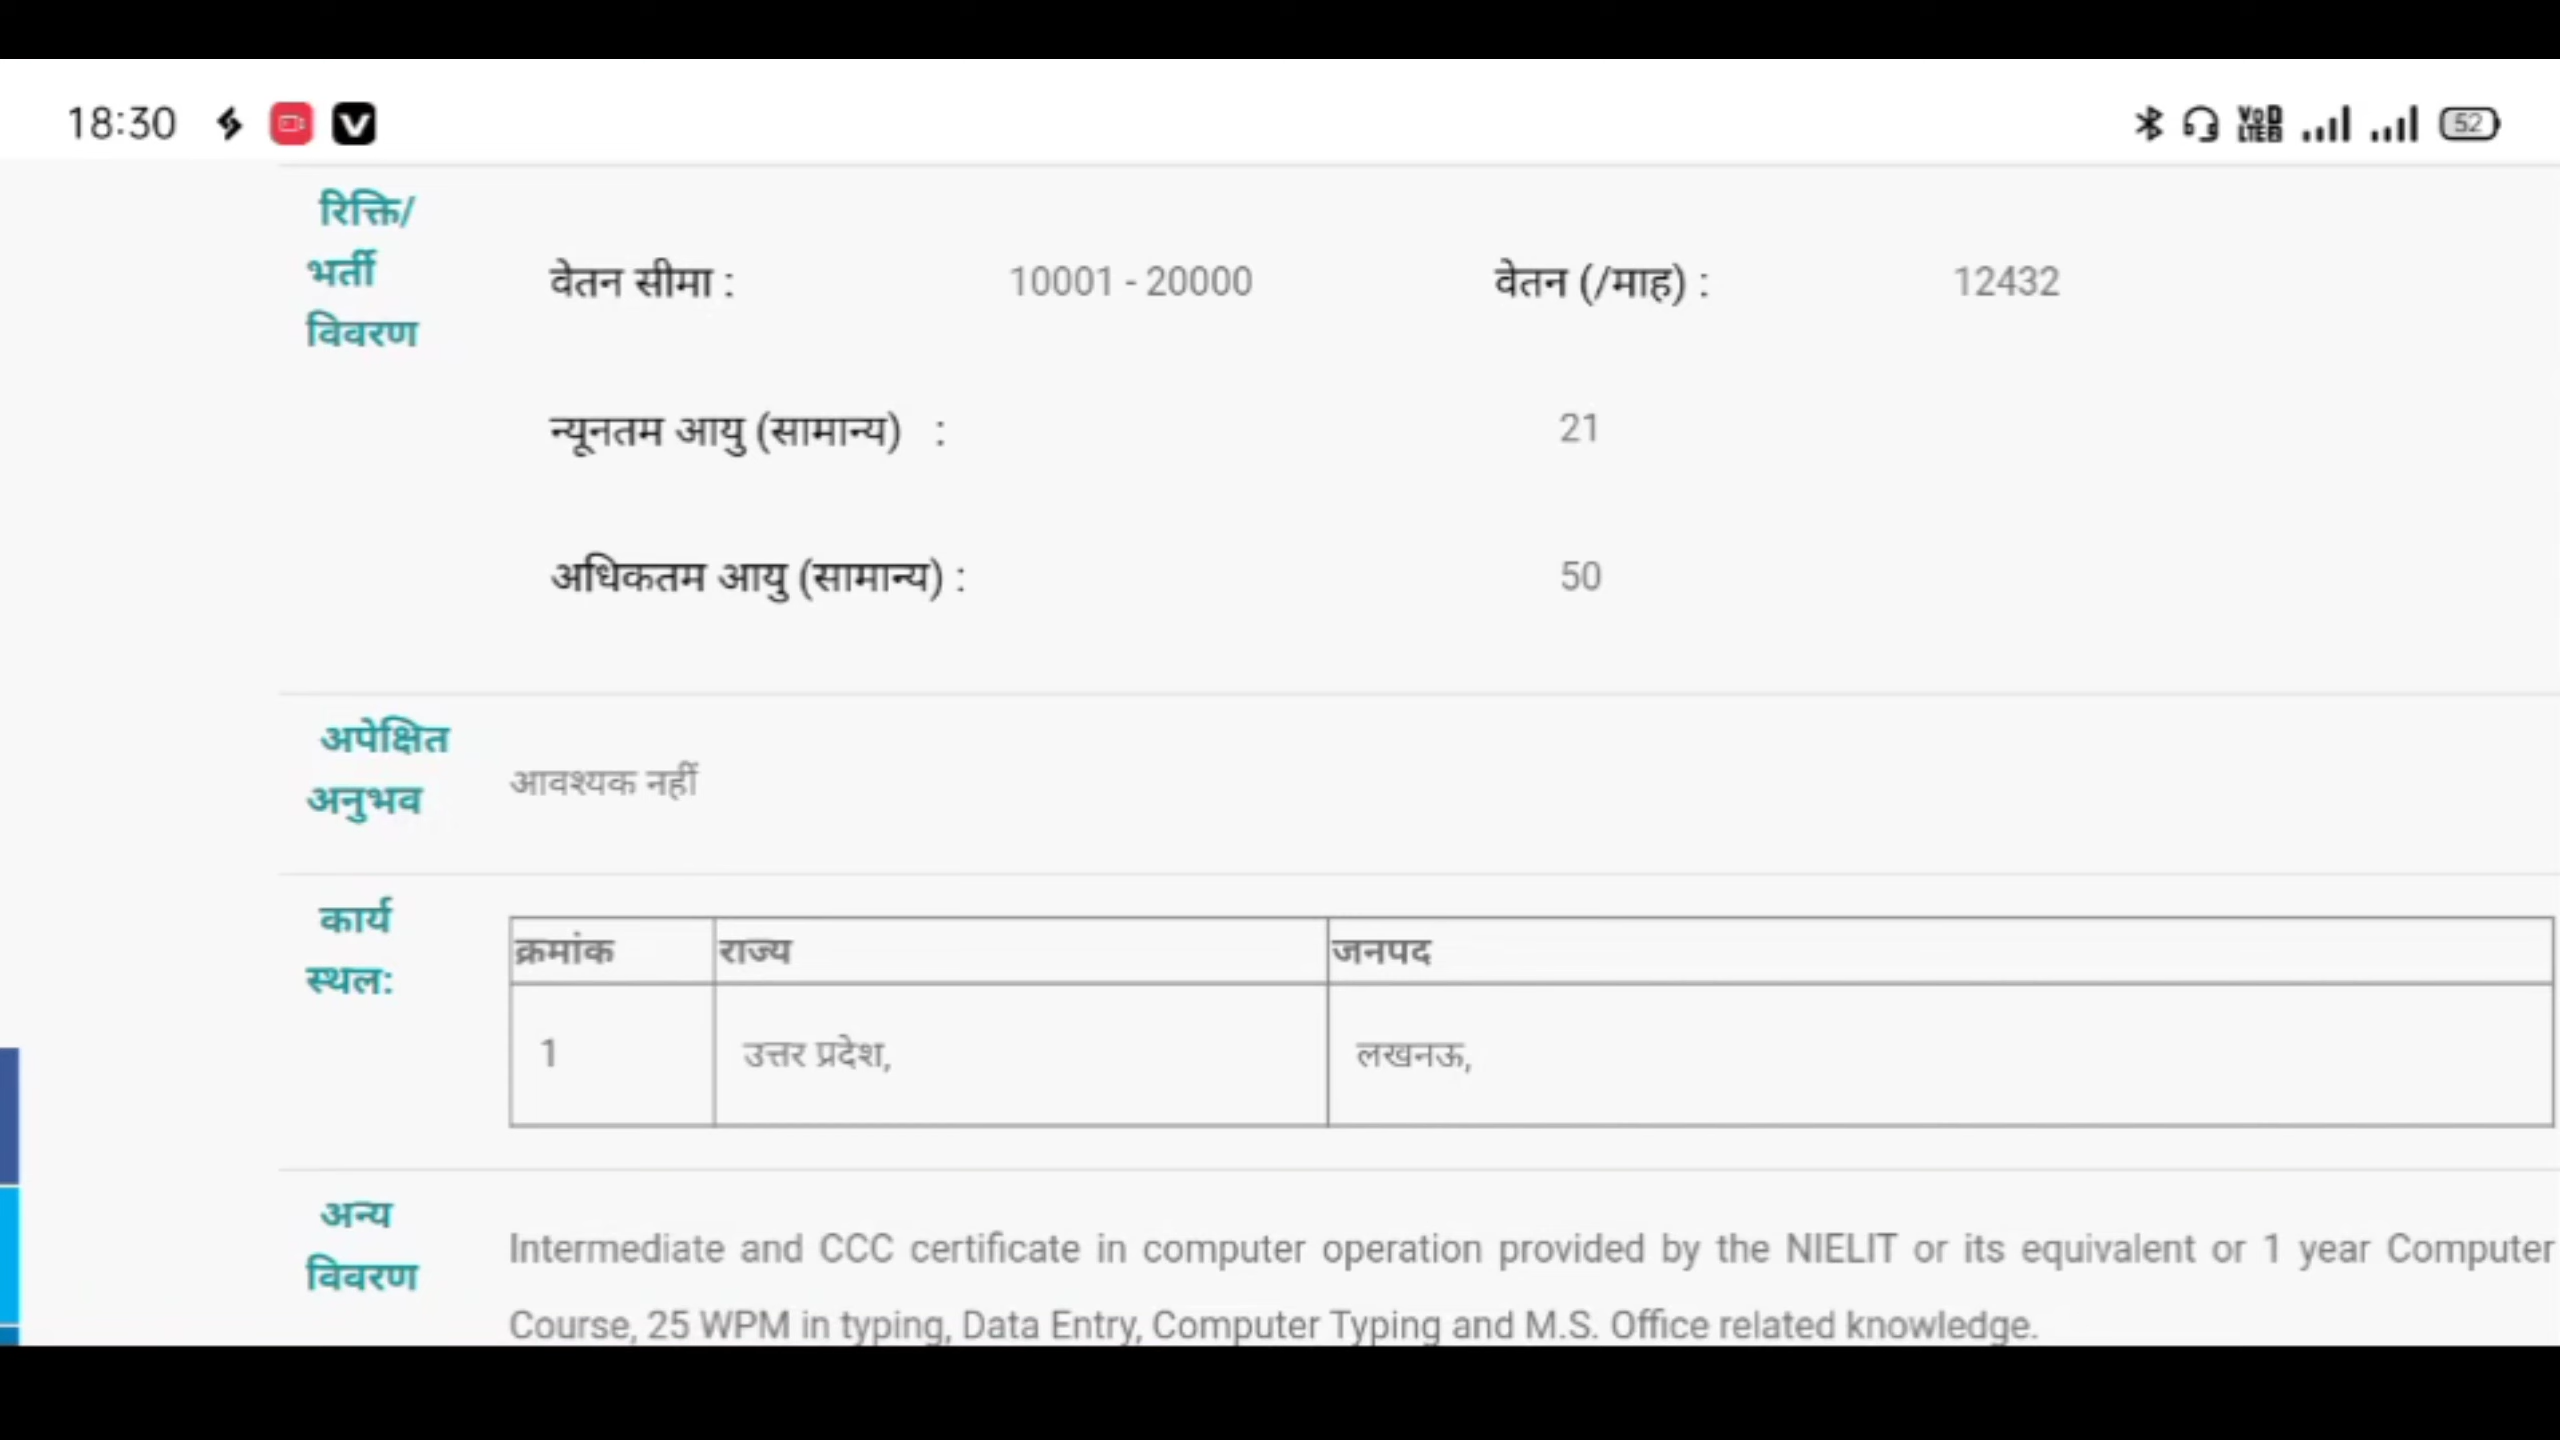 18:30
VoD LTE2 52
रिक्ति/
भर्ती
विवरण
वेतन सीमा : 10001 - 20000 वेतन (/माह) : 12432
न्यूनतम आयु (सामान्य) : 21
अधिकतम आयु (सामान्य) : 50
अपेक्षित
अनुभव
आवश्यक नहीं
कार्य
स्थल:
क्रमांक राज्य जनपद
1 उत्तर प्रदेश, लखनऊ,
अन्य
विवरण
Intermediate and CCC certificate in computer operation provided by the NIELIT or its equivalent or 1 year Computer
Course, 25 WPM in typing, Data Entry, Computer Typing and M.S. Office related knowledge.